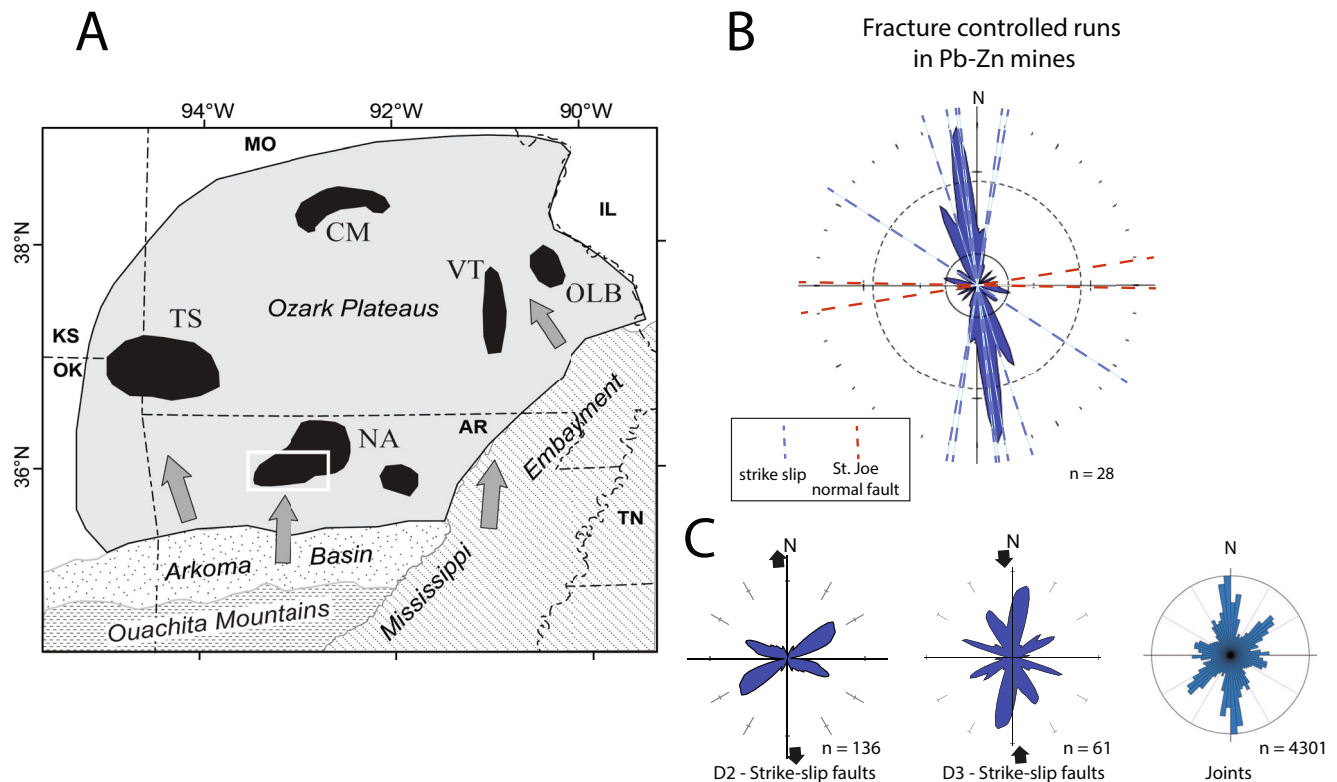 A
94°W
92°W
90°W
MO
IL
38°N
CM
VT
OLB
Ozark Plateaus
TS
KS
OK
NA
AR
36°N
Embayment
TN
Arkoma Basin
Mississippi
Ouachita Mountains
B
Fracture controlled runs
in Pb-Zn mines
N
strike slip
St. Joe
normal fault
n = 28
C
N
n = 136
D2 - Strike-slip faults
N
n = 61
D3 - Strike-slip faults
N
n = 4301
Joints